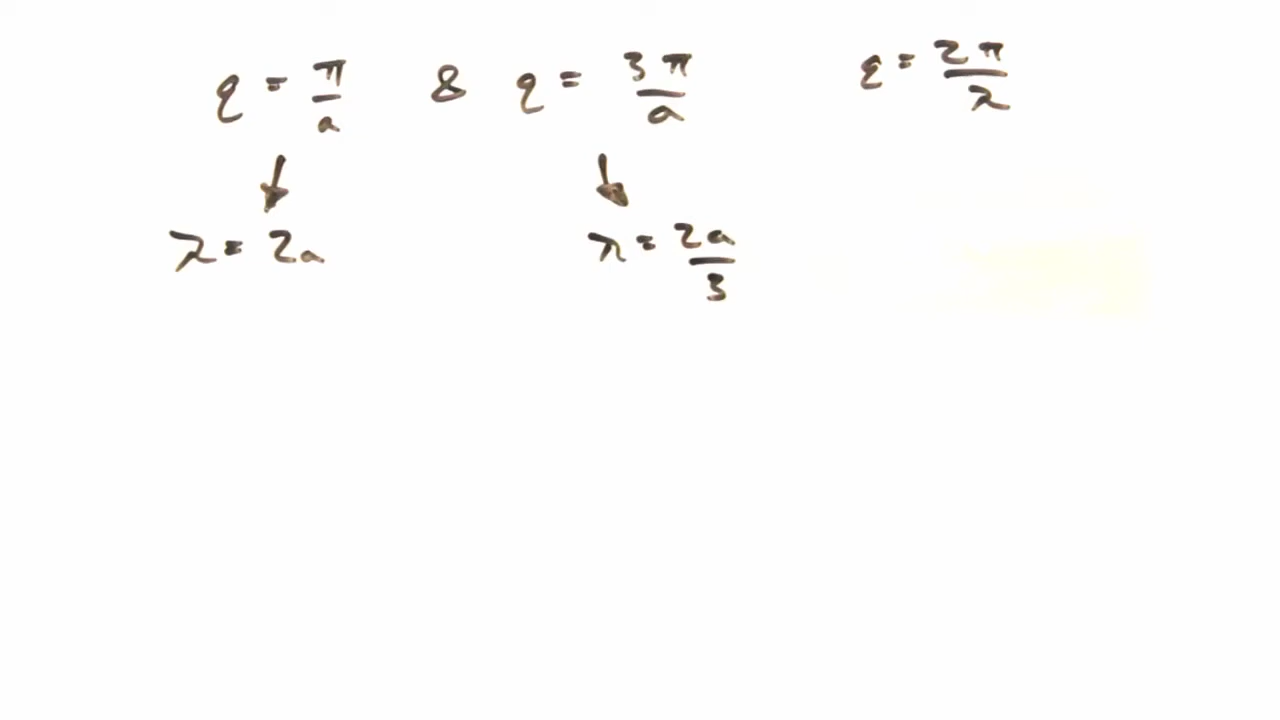 q = π/a & q = 3π/a q = 2π/λ
↓ ↓
λ = 2a λ = 2a/3